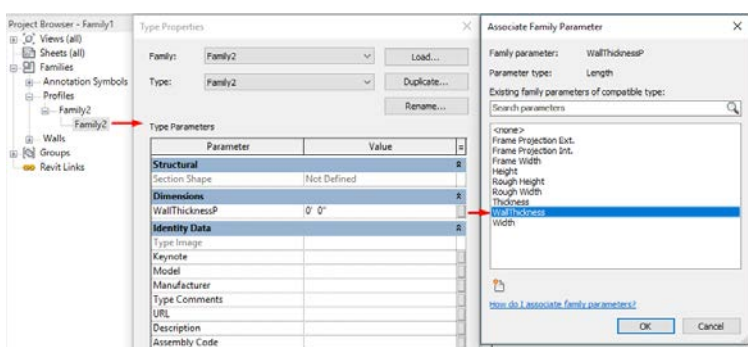 Project Browser - Family1
Views (all)
Sheets (all)
Families
Annotation Symbols
Profiles
Family2
Family2
Walls
Groups
Revit Links
Type Properties
Family:
Family2
Load...
Type:
Family2
Duplicate...
Rename...
Type Parameters
Parameter
Value
=
Structural
Section Shape
Not Defined
Dimensions
WallThicknessP
0' 0"
Identity Data
Type Image
Keynote
Model
Manufacturer
Type Comments
URL
Description
Assembly Code
Associate Family Parameter
Family parameter: WallThicknessP
Parameter type: Length
Existing family parameters of compatible type:
Search parameters
<none>
Frame Projection Ext.
Frame Projection Int.
Frame Width
Height
Rough Height
Rough Width
Thickness
WallThickness
Width
How do I associate family parameters?
OK
Cancel